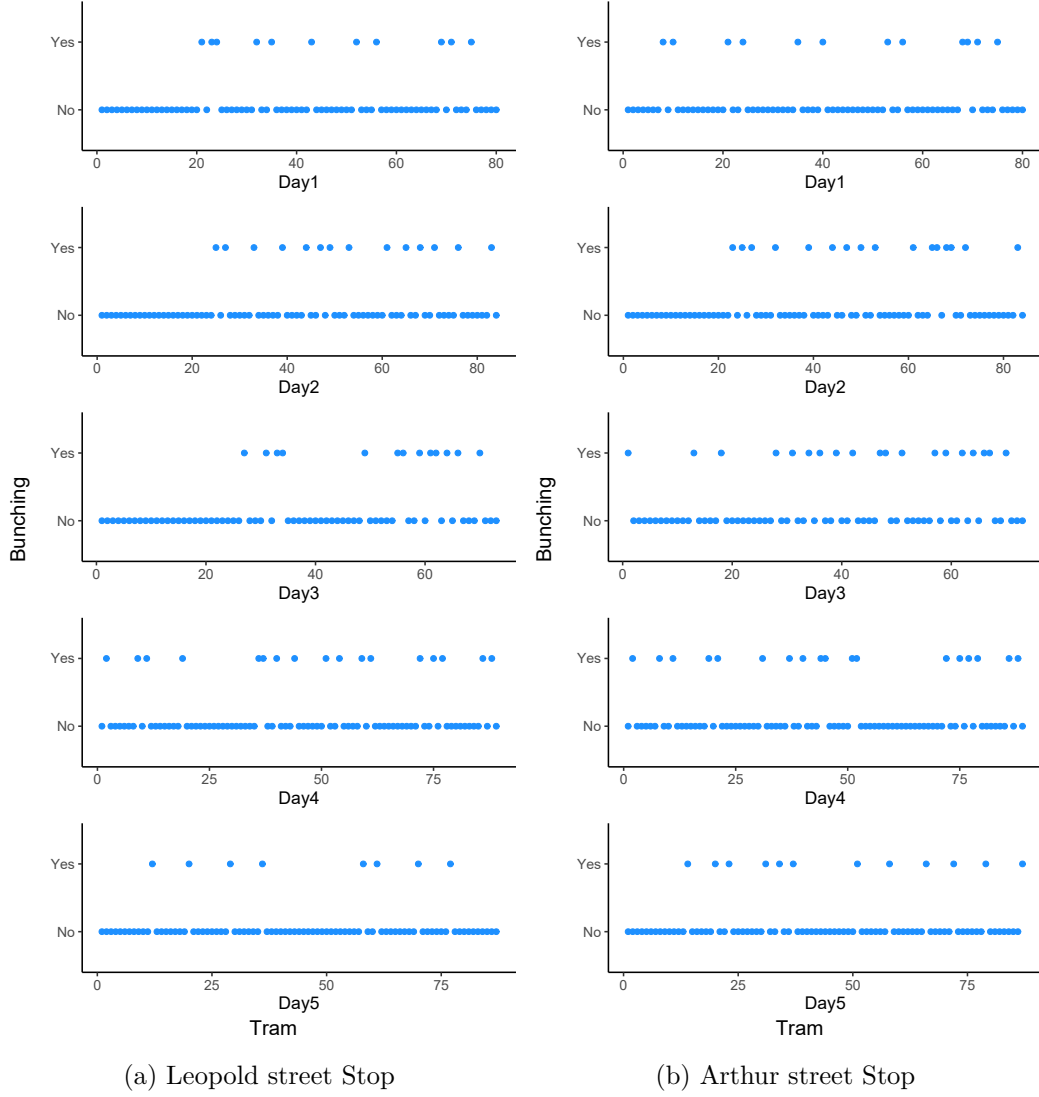 Yes
No
0 20 40 60 80
Day1
Yes
No
0 20 40 60 80
Day2
Yes
No
0 20 40 60
Day3
Yes
No
0 25 50 75
Day4
Yes
No
0 25 50 75
Day5
Bunching
Tram
(a) Leopold street Stop
Yes
No
0 20 40 60 80
Day1
Yes
No
0 20 40 60 80
Day2
Yes
No
0 20 40 60
Day3
Yes
No
0 25 50 75
Day4
Yes
No
0 25 50 75
Day5
Bunching
Tram
(b) Arthur street Stop